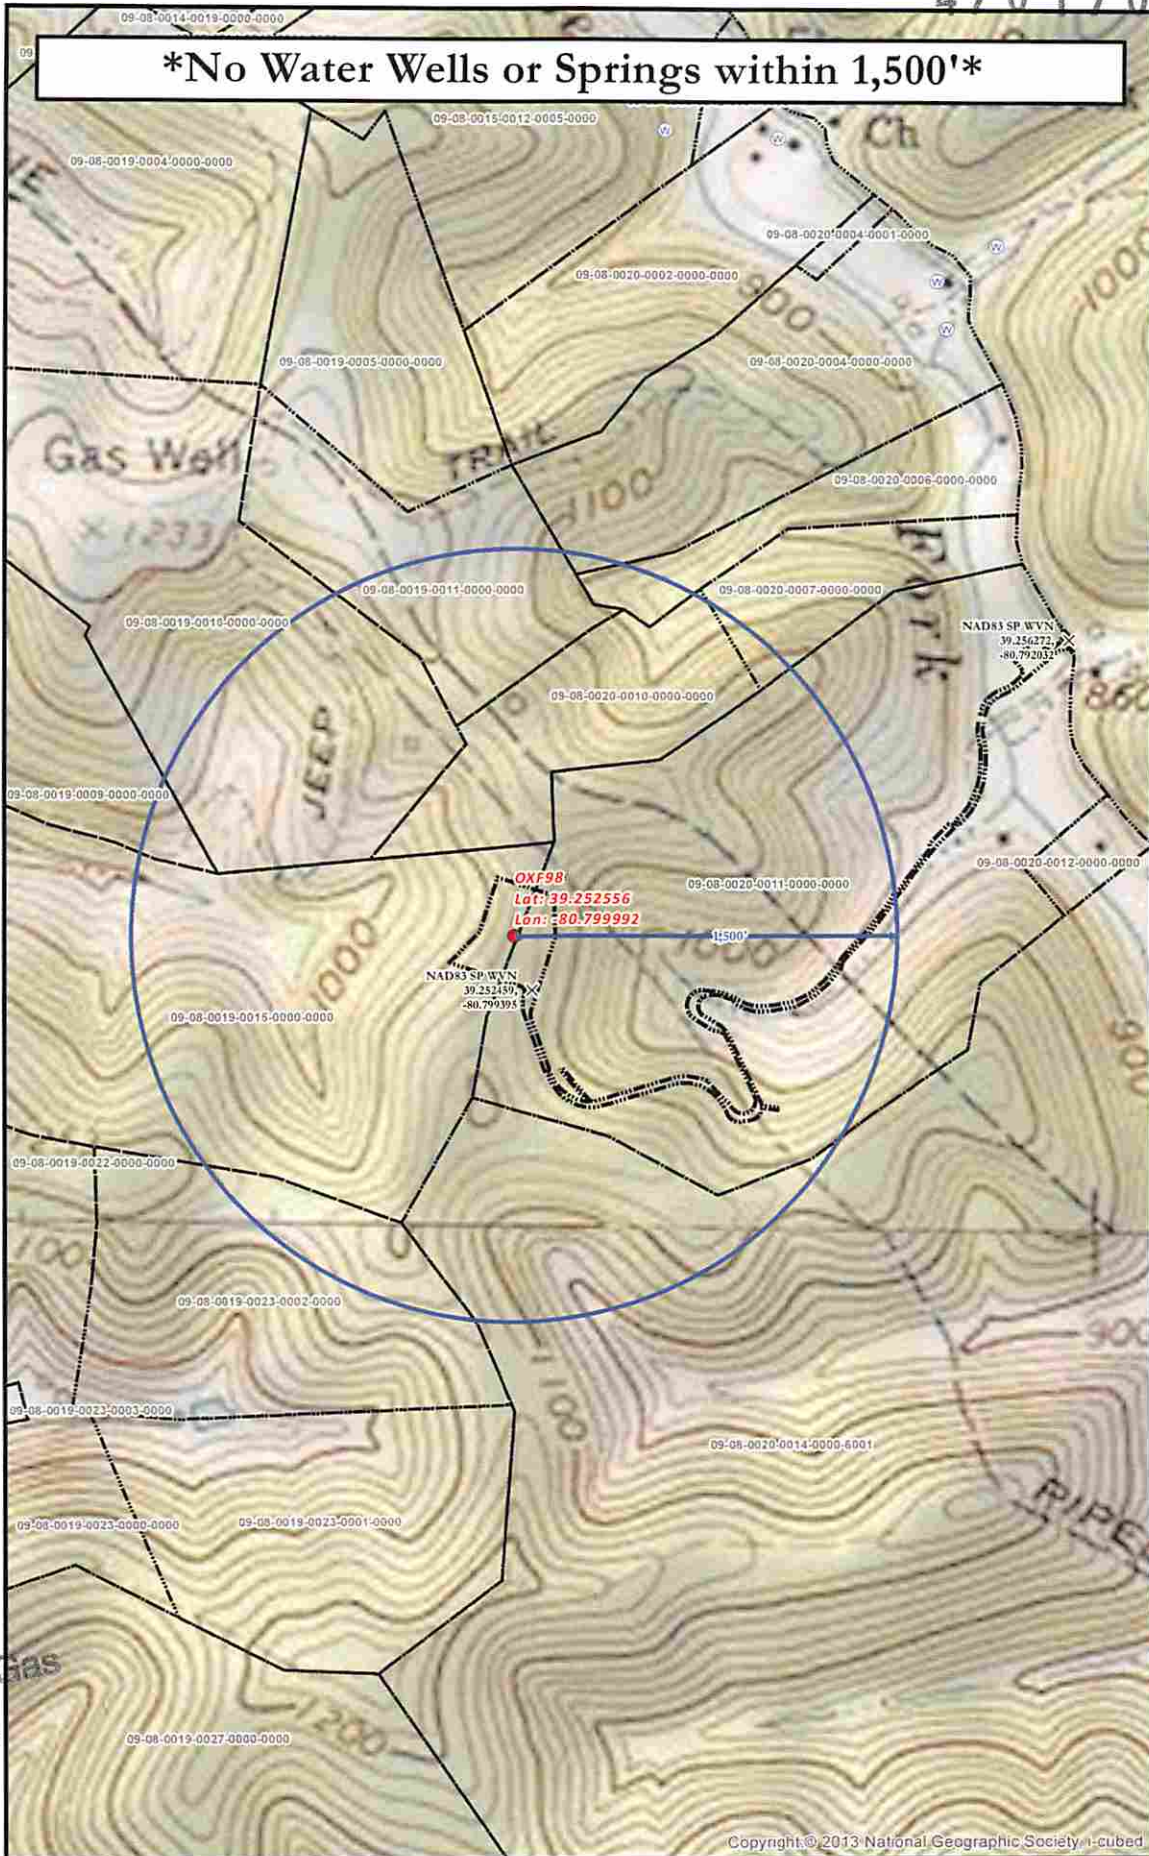 09-08-0014-0019-0000-0000
*No Water Wells or Springs within 1,500'*
09-08-0015-0012-0005-0000
W
W
Ch
09-08-0019-0004-0000-0000
09-08-0020-0004-0001-0000
W
09-08-0020-0002-0000-0000
W
900
1000
W
09-08-0019-0005-0000-0000
09-08-0020-0004-0000-0000
Gas Well
TRAIL
09-08-0020-0006-0000-0000
1100
× 1233
Fork
09-08-0019-0011-0000-0000
09-08-0020-0007-0000-0000
09-08-0019-0010-0000-0000
NAD83 SP WVN
39.256272,
-80.792032
09-08-0020-0010-0000-0000
860
JEEP
09-08-0019-0009-0000-0000
09-08-0020-0012-0000-0000
OXF98
09-08-0020-0011-0000-0000
Lat: 39.252556
Lon: -80.799992
1,500'
1000
1000
NAD83 SP WVN
39.252459,
-80.799395
09-08-0019-0015-0000-0000
900
09-08-0019-0022-0000-0000
1100
09-08-0019-0023-0002-0000
900
1100
09-08-0019-0023-0003-0000
09-08-0020-0014-0000-6001
09-08-0019-0023-0000-0000
09-08-0019-0023-0001-0000
Gas
1200
09-08-0019-0027-0000-0000
Copyright:© 2013 National Geographic Society, i-cubed